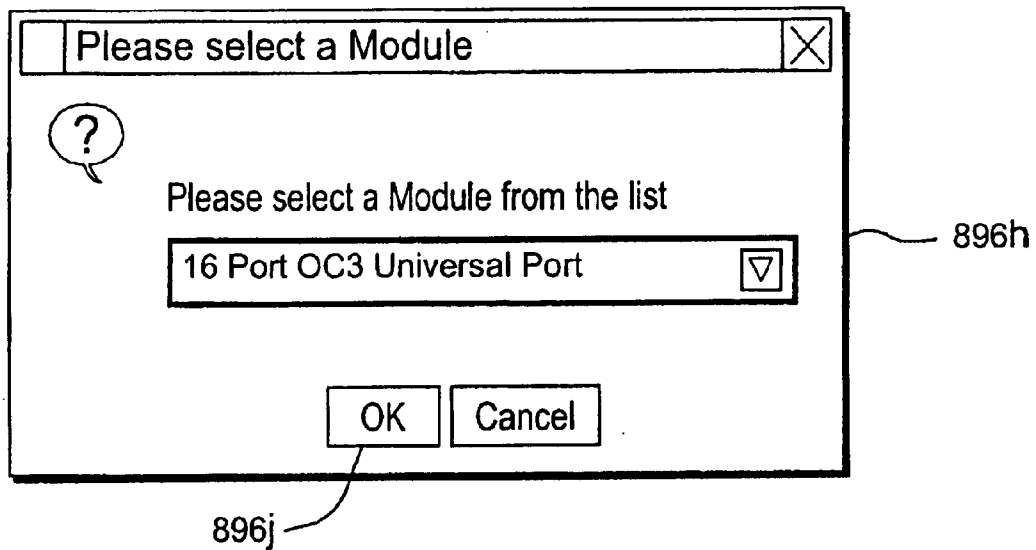 Please select a Module
?
Please select a Module from the list
16 Port OC3 Universal Port
896h
OK Cancel
896j